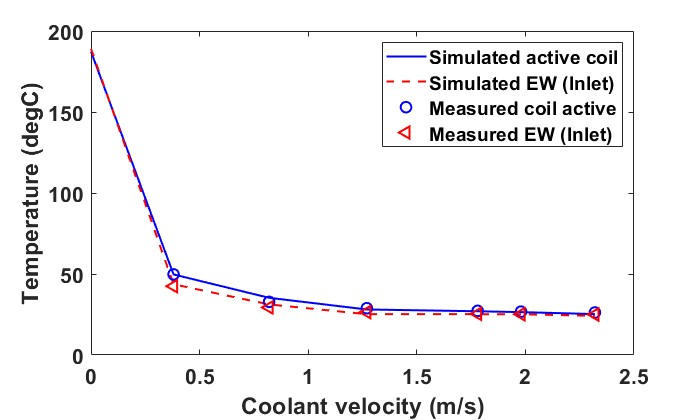 200
150
100
50
0
Temperature (degC)
Simulated active coil
Simulated EW (Inlet)
Measured coil active
Measured EW (Inlet)
0 0.5 1 1.5 2 2.5
Coolant velocity (m/s)